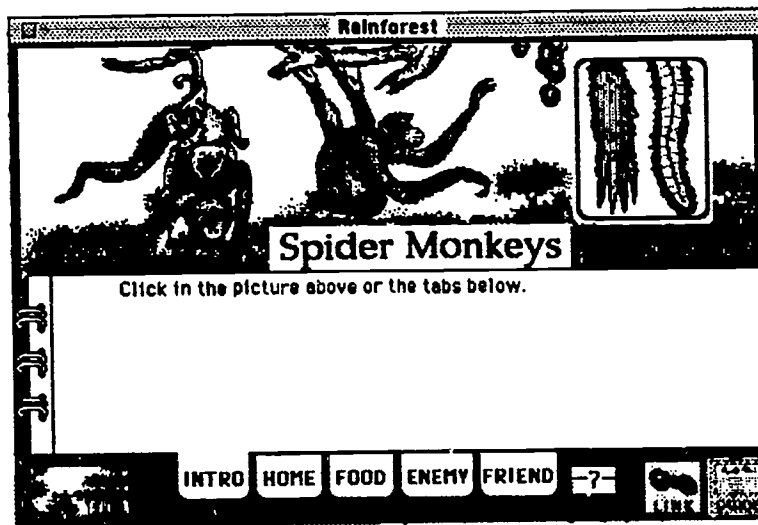 Rainforest
Spider Monkeys
Click in the picture above or the tabs below.
INTRO HOME FOOD ENEMY FRIEND -?-
LINK